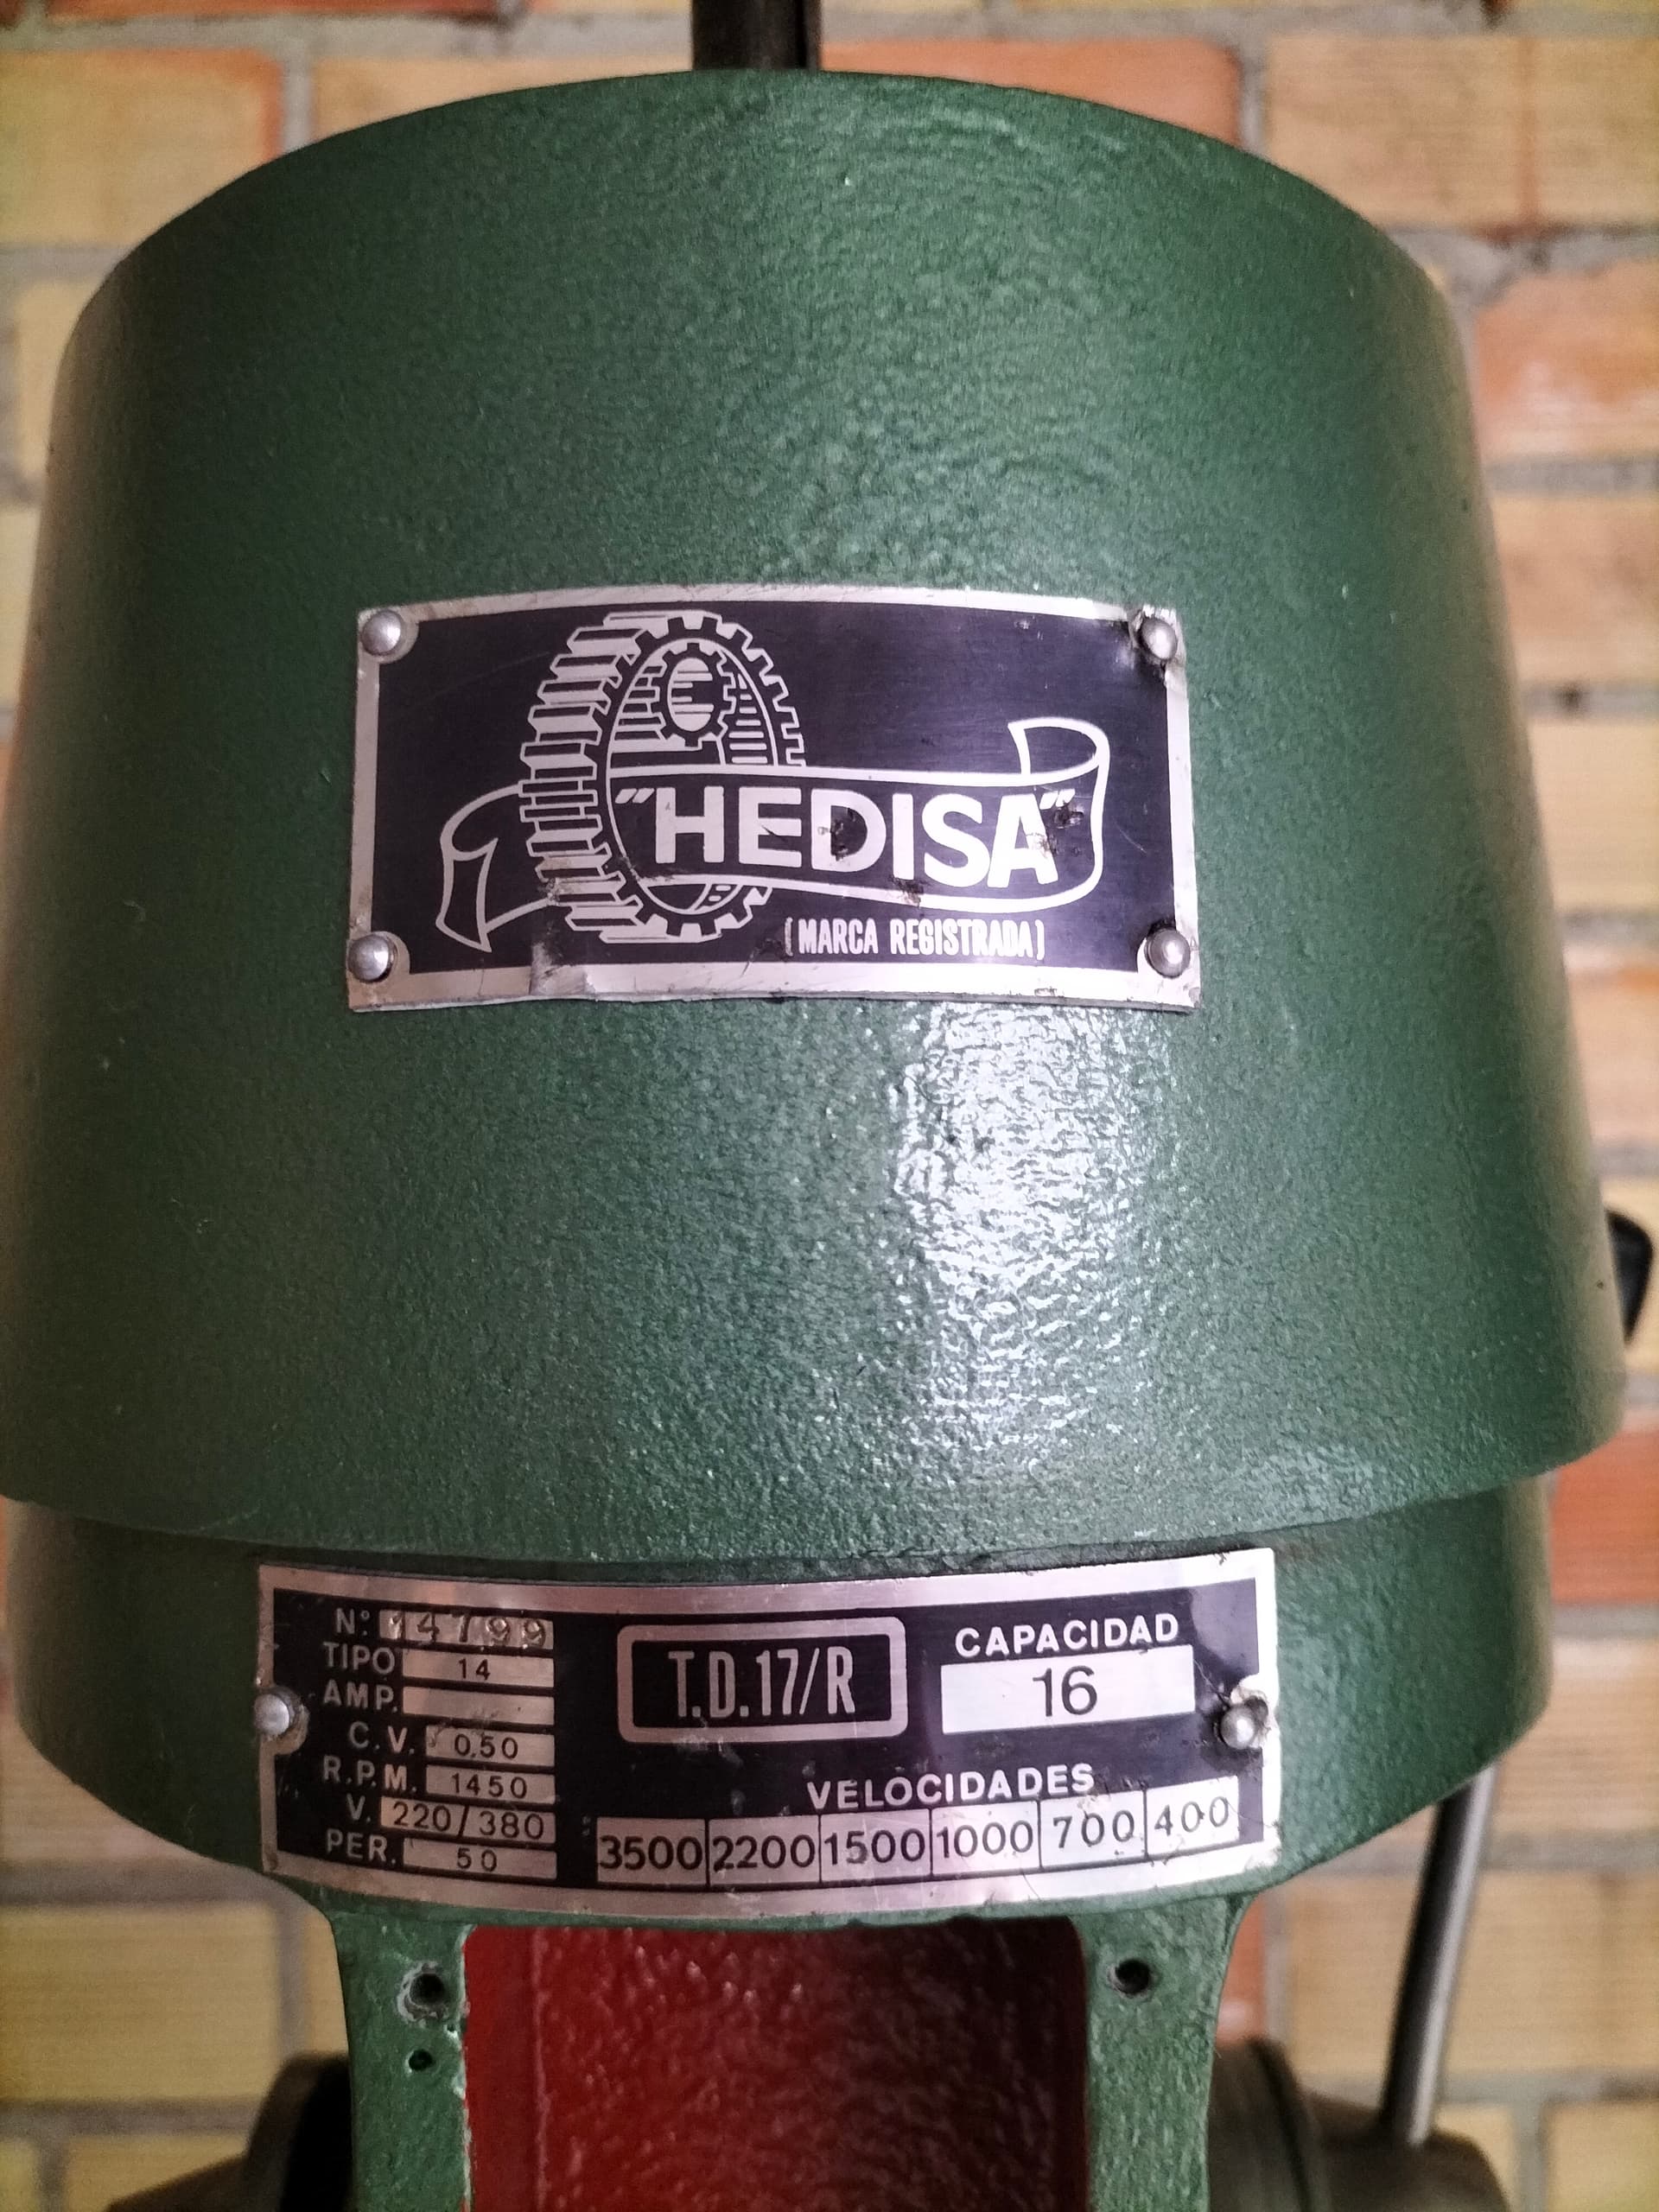 "HEDISA"
(MARCA REGISTRADA)
Nº: 14799
TIPO 14
AMP.
C.V. 0,50
R.P.M. 1450
V. 220/380
PER. 50
T.D.17/R
CAPACIDAD
16
VELOCIDADES
3500 2200 1500 1000 700 400